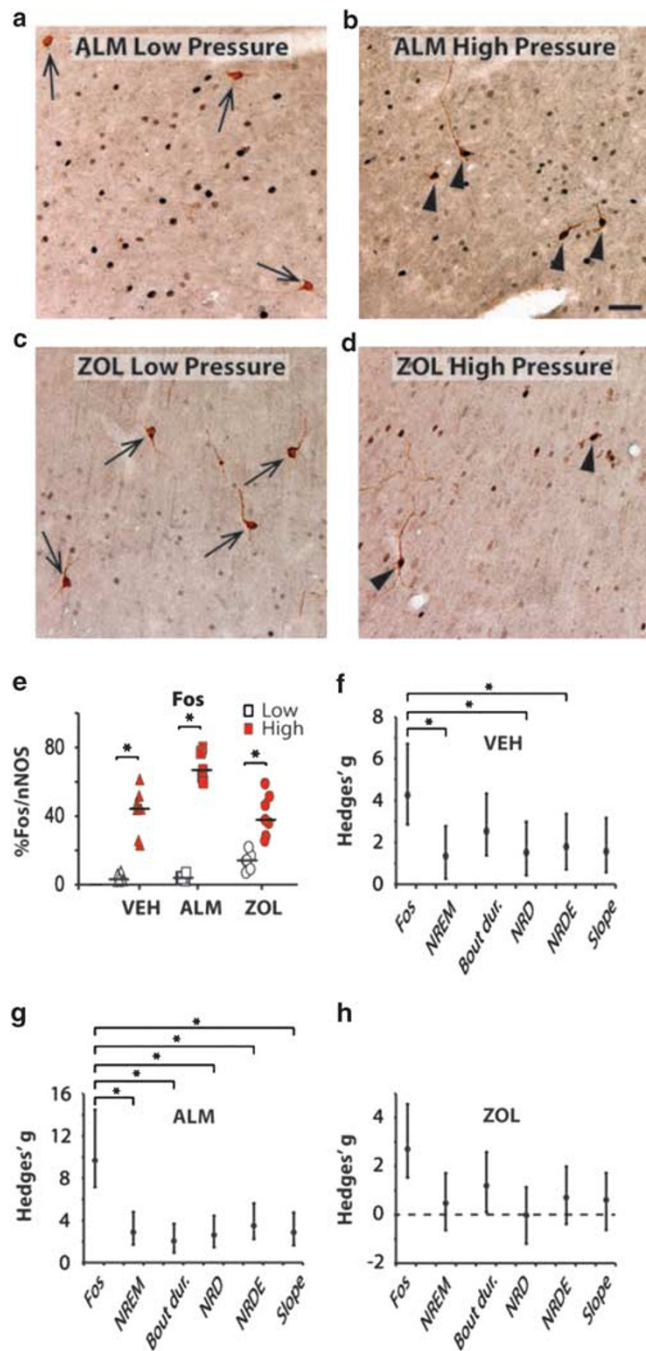 a
ALM Low Pressure
b
ALM High Pressure
c
ZOL Low Pressure
d
ZOL High Pressure
e
Fos
Low
High
%Fos/nNOS
80
40
0
*
*
*
VEH
ALM
ZOL
f
VEH
Hedges' g
8
6
4
2
0
*
*
*
Fos
NREM
Bout dur.
NRD
NRDE
Slope
g
ALM
Hedges' g
16
12
8
4
0
*
*
*
*
*
Fos
NREM
Bout dur.
NRD
NRDE
Slope
h
ZOL
Hedges' g
4
2
0
-2
Fos
NREM
Bout dur.
NRD
NRDE
Slope